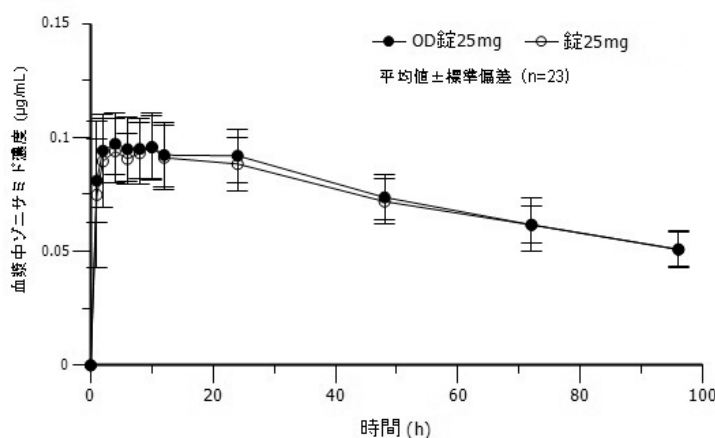 OD錠25mg 錠25mg
平均値±標準偏差 (n=23)
血漿中ゾニサミド濃度 (μg/mL)
0.15
0.1
0.05
0
0 20 40 60 80 100
時間 (h)